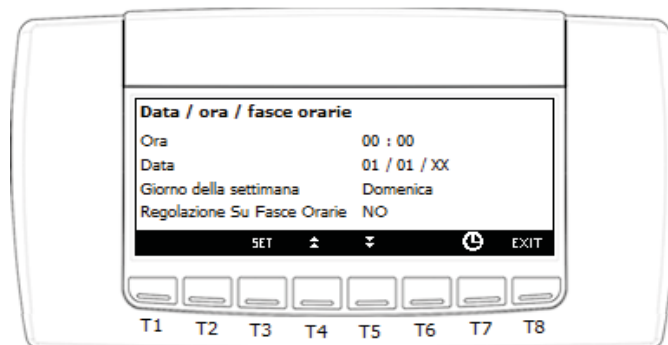 Data / ora / fasce orarie
Ora 00 : 00
Data 01 / 01 / XX
Giorno della settimana Domenica
Regolazione Su Fasce Orarie NO
SET EXIT
T1 T2 T3 T4 T5 T6 T7 T8